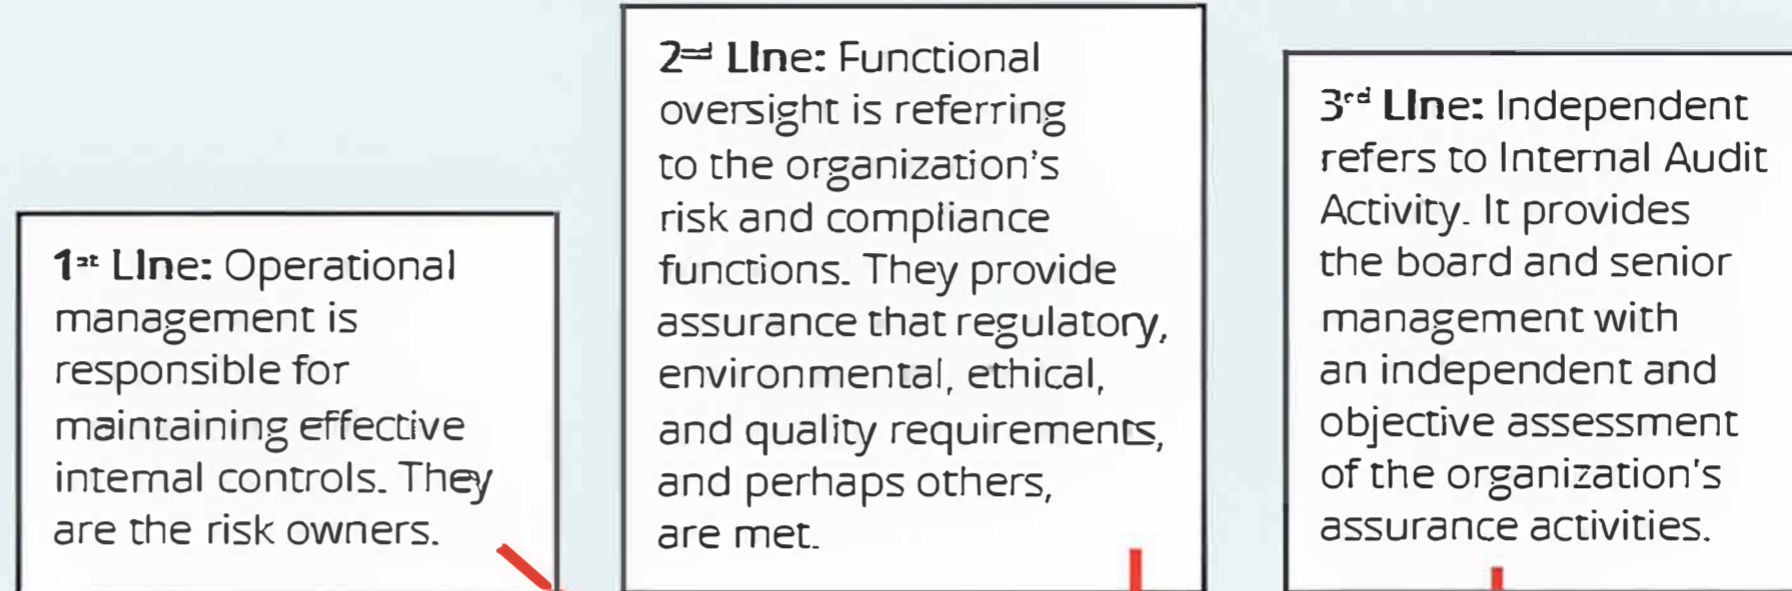 1st LIne: Operational
management is
responsible for
maintaining effective
internal controls. They
are the risk owners.
2nd LIne: Functional
oversight is referring
to the organization's
risk and compliance
functions. They provide
assurance that regulatory,
environmental, ethical,
and quality requirements,
and perhaps others,
are met.
3rd LIne: Independent
refers to Internal Audit
Activity. It provides
the board and senior
management with
an independent and
objective assessment
of the organization's
assurance activities.